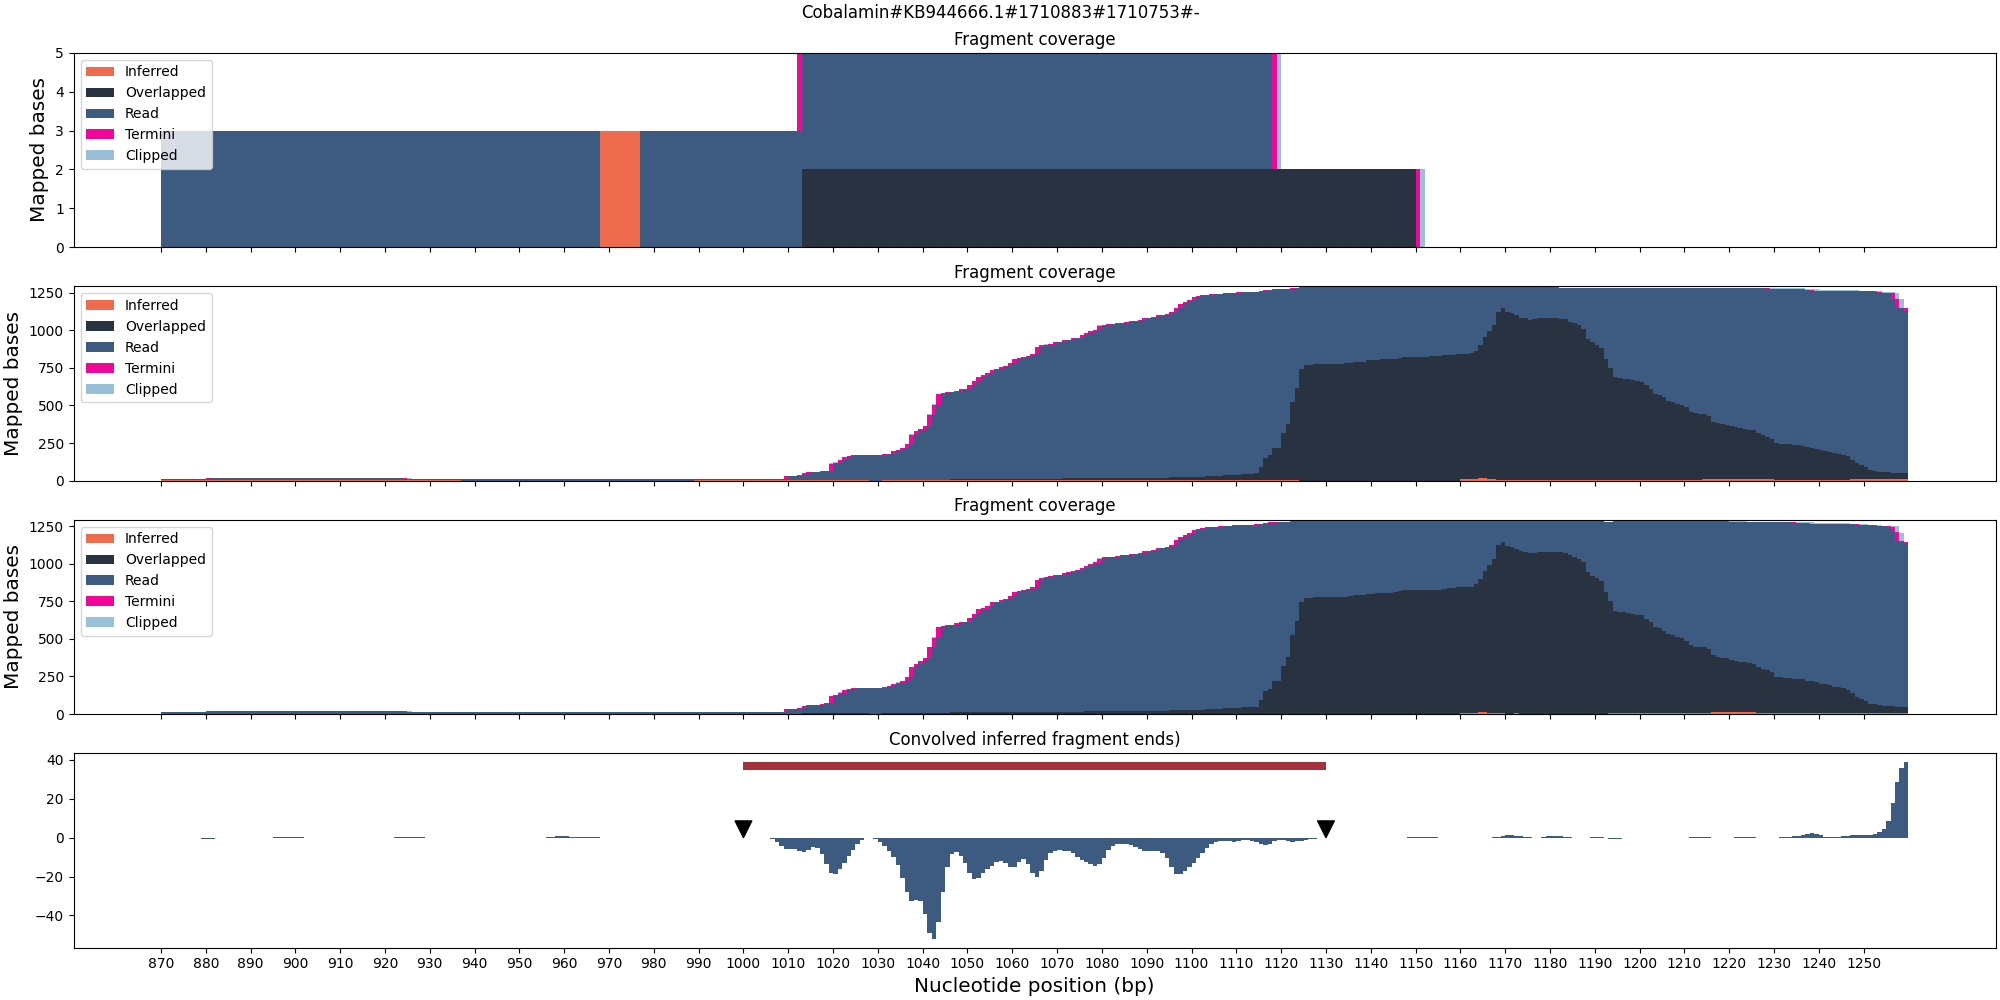 Cobalamin#KB944666.1#1710883#1710753#-
Fragment coverage
Mapped bases
5
4
3
2
1
0
Inferred
Overlapped
Read
Termini
Clipped
Fragment coverage
Mapped bases
1250
1000
750
500
250
0
Inferred
Overlapped
Read
Termini
Clipped
Fragment coverage
Mapped bases
1250
1000
750
500
250
0
Inferred
Overlapped
Read
Termini
Clipped
Convolved inferred fragment ends)
40
20
0
−20
−40
870 880 890 900 910 920 930 940 950 960 970 980 990 1000 1010 1020 1030 1040 1050 1060 1070 1080 1090 1100 1110 1120 1130 1140 1150 1160 1170 1180 1190 1200 1210 1220 1230 1240 1250
Nucleotide position (bp)